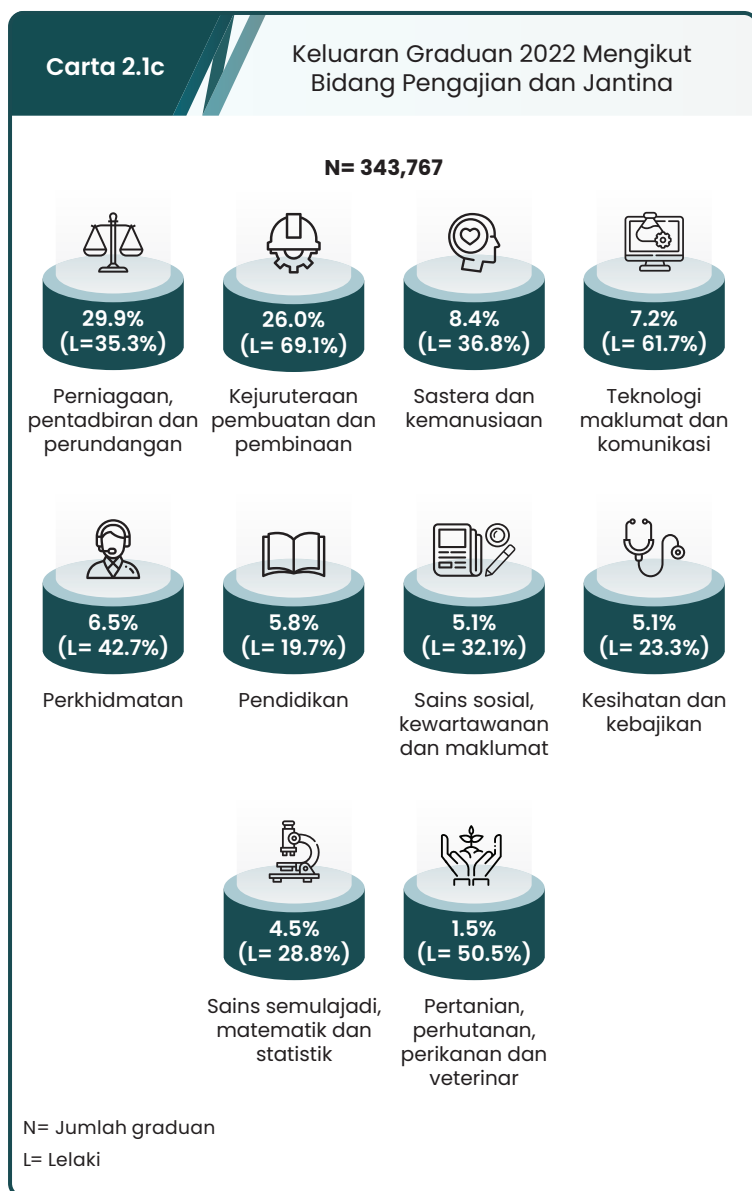 Carta 2.1c
Keluaran Graduan 2022 Mengikut
Bidang Pengajian dan Jantina
N= 343,767
29.9%
(L=35.3%)
Perniagaan,
pentadbiran dan
perundangan
26.0%
(L= 69.1%)
Kejuruteraan
pembuatan dan
pembinaan
8.4%
(L= 36.8%)
Sastera dan
kemanusiaan
7.2%
(L= 61.7%)
Teknologi
maklumat dan
komunikasi
6.5%
(L= 42.7%)
Perkhidmatan
5.8%
(L= 19.7%)
Pendidikan
5.1%
(L= 32.1%)
Sains sosial,
kewartawanan
dan maklumat
5.1%
(L= 23.3%)
Kesihatan dan
kebajikan
4.5%
(L= 28.8%)
Sains semulajadi,
matematik dan
statistik
1.5%
(L= 50.5%)
Pertanian,
perhutanan,
perikanan dan
veterinar
N= Jumlah graduan
L= Lelaki